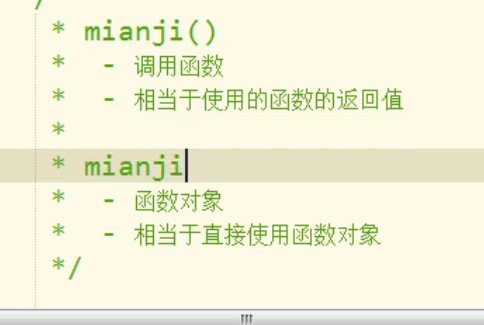 /
* mianji()
*  - 调用函数
*  - 相当于使用的函数的返回值
*
* mianji
*  - 函数对象
*  - 相当于直接使用函数对象
*/